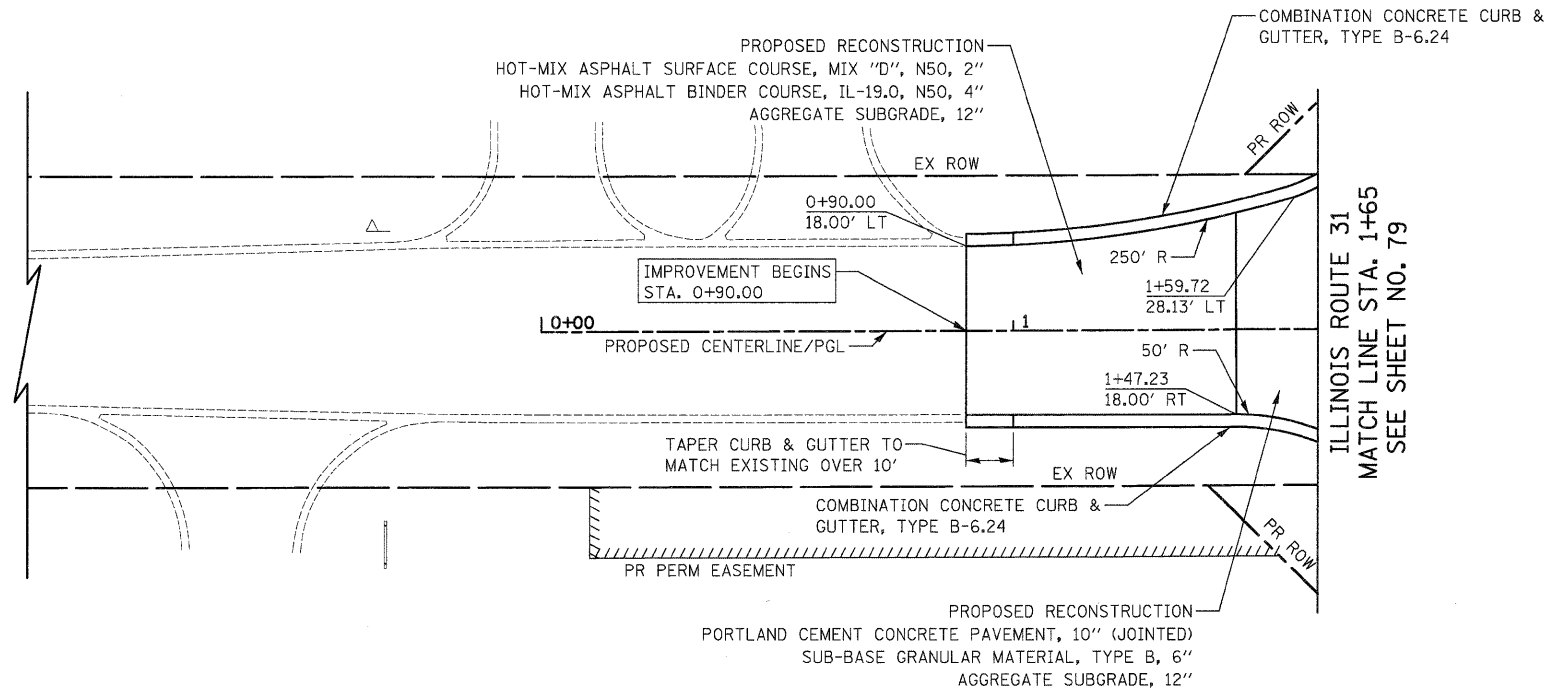 COMBINATION CONCRETE CURB &
GUTTER, TYPE B-6.24
PROPOSED RECONSTRUCTION
HOT-MIX ASPHALT SURFACE COURSE, MIX "D", N50, 2"
HOT-MIX ASPHALT BINDER COURSE, IL-19.0, N50, 4"
AGGREGATE SUBGRADE, 12"
PR ROW
EX ROW
0+90.00
18.00' LT
250' R
1+59.72
28.13' LT
IMPROVEMENT BEGINS
STA. 0+90.00
0+00
1
PROPOSED CENTERLINE/PGL
50' R
1+47.23
18.00' RT
ILLINOIS ROUTE 31
MATCH LINE STA. 1+65
SEE SHEET NO. 79
TAPER CURB & GUTTER TO
MATCH EXISTING OVER 10'
EX ROW
COMBINATION CONCRETE CURB &
GUTTER, TYPE B-6.24
PR ROW
PR PERM EASEMENT
PROPOSED RECONSTRUCTION
PORTLAND CEMENT CONCRETE PAVEMENT, 10" (JOINTED)
SUB-BASE GRANULAR MATERIAL, TYPE B, 6"
AGGREGATE SUBGRADE, 12"